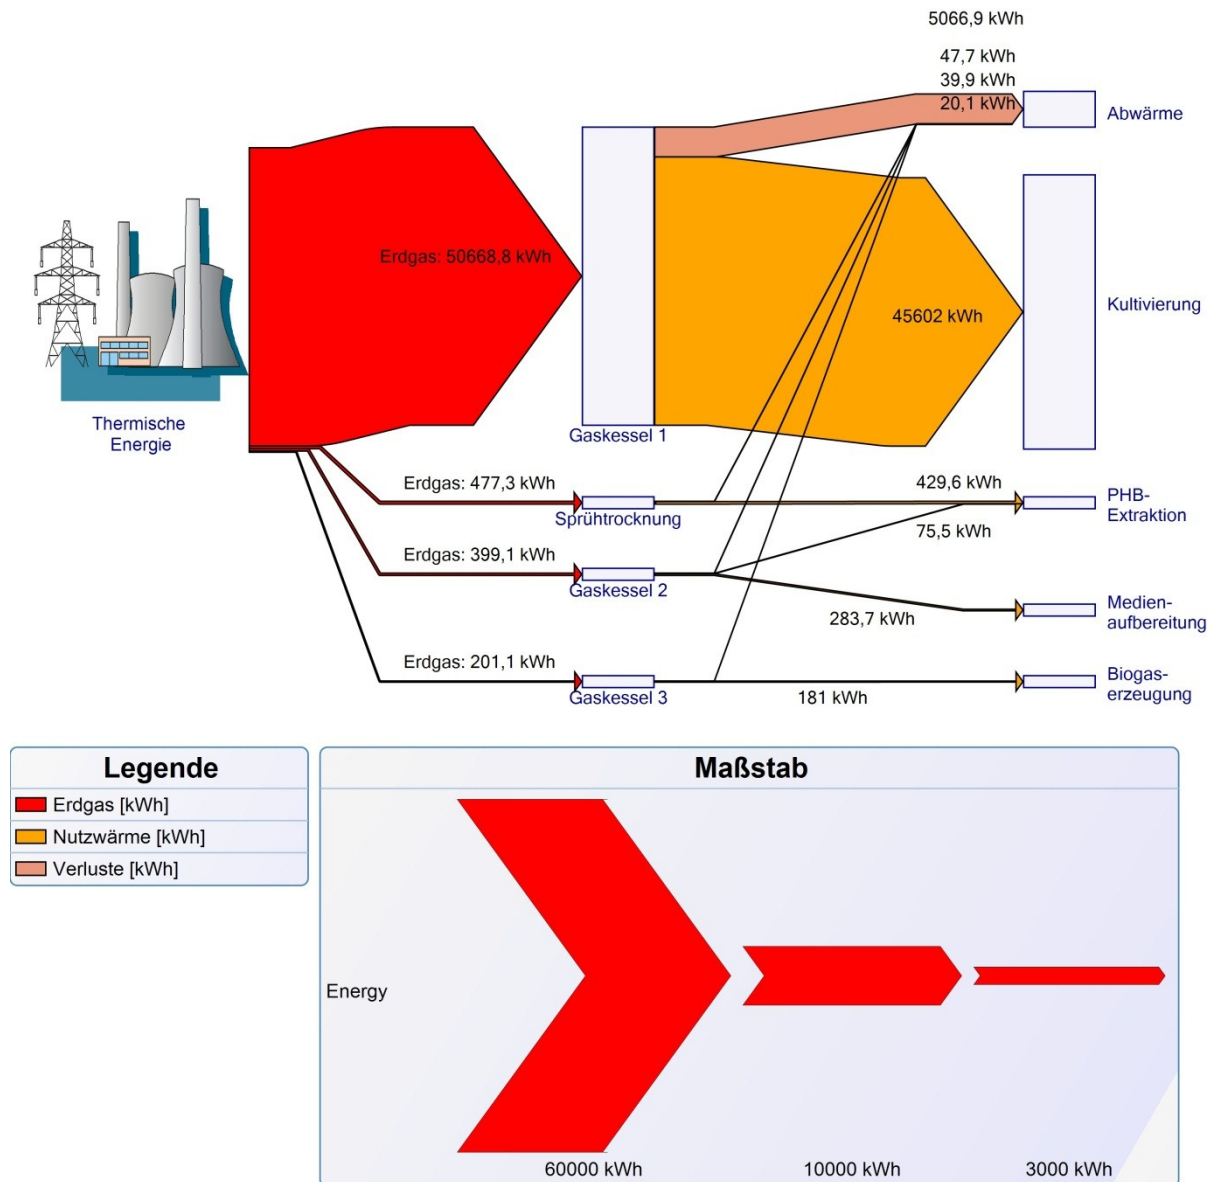 5066,9 kWh
47,7 kWh
39,9 kWh
20,1 kWh
Abwärme
Erdgas: 50668,8 kWh
45602 kWh
Kultivierung
Thermische
Energie
Gaskessel 1
Erdgas: 477,3 kWh
429,6 kWh
PHB-
Extraktion
Sprühtrocknung
75,5 kWh
Erdgas: 399,1 kWh
Gaskessel 2
283,7 kWh
Medien-
aufbereitung
Erdgas: 201,1 kWh
Gaskessel 3
181 kWh
Biogas-
erzeugung
Legende
Erdgas [kWh]
Nutzwärme [kWh]
Verluste [kWh]
Maßstab
Energy
60000 kWh
10000 kWh
3000 kWh